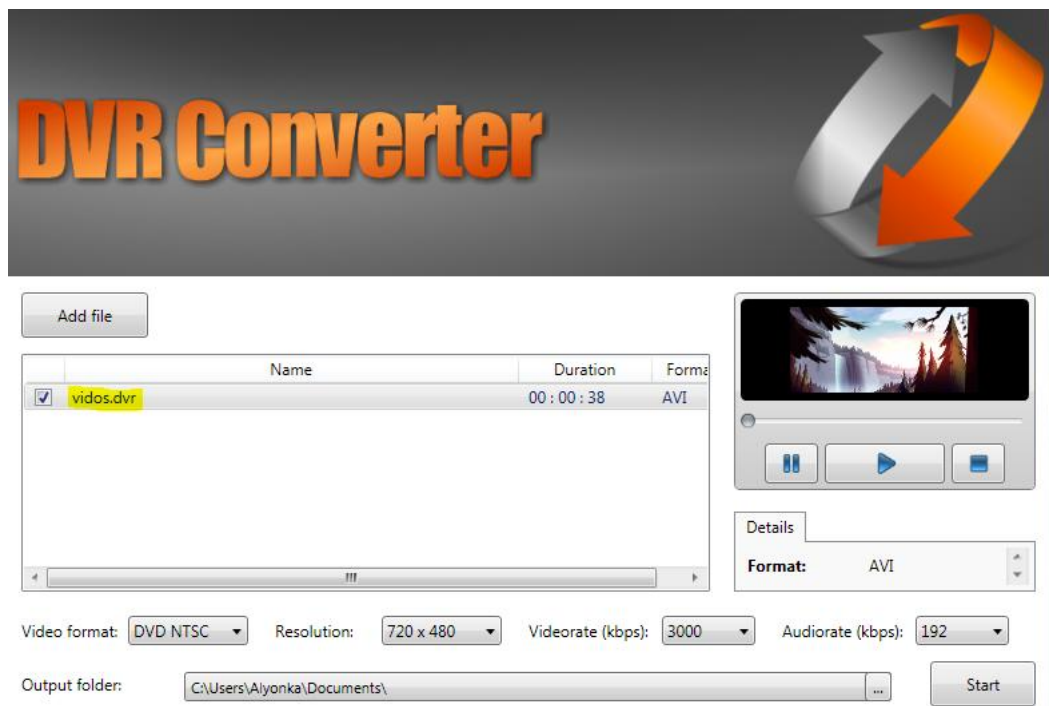 DVR Converter
Add file
Name Duration Forma
vidos.dvr 00 : 00 : 38 AVI
Details
Format: AVI
Video format: DVD NTSC Resolution: 720 x 480 Videorate (kbps): 3000 Audiorate (kbps): 192
Output folder: C:\Users\Alyonka\Documents\ ... Start